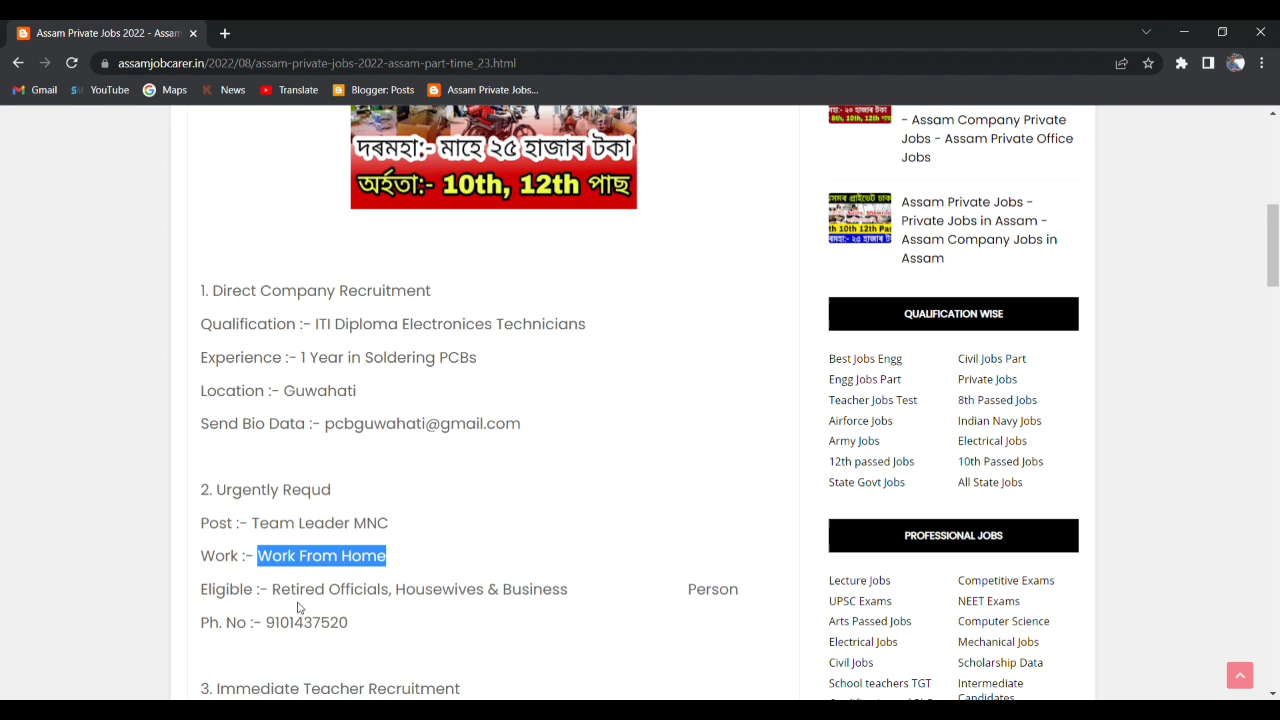 Assam Private Jobs 2022 - Assam
assamjobcarer.in/2022/08/assam-private-jobs-2022-assam-part-time_23.html
Gmail YouTube Maps News Translate Blogger: Posts Assam Private Jobs...
দৰমহা:- মাহে ২৫ হাজাৰ টকা
অৰ্হতা:- 10th, 12th পাছ
1. Direct Company Recruitment
Qualification :- ITI Diploma Electronices Technicians
Experience :- 1 Year in Soldering PCBs
Location :- Guwahati
Send Bio Data :- pcbguwahati@gmail.com
2. Urgently Requd
Post :- Team Leader MNC
Work :- Work From Home
Eligible :- Retired Officials, Housewives & Business Person
Ph. No :- 9101437520
3. Immediate Teacher Recruitment
- Assam Company Private
Jobs - Assam Private Office
Jobs
Assam Private Jobs -
Private Jobs in Assam -
Assam Company Jobs in
Assam
QUALIFICATION WISE
Best Jobs Engg Civil Jobs Part
Engg Jobs Part Private Jobs
Teacher Jobs Test 8th Passed Jobs
Airforce Jobs Indian Navy Jobs
Army Jobs Electrical Jobs
12th passed Jobs 10th Passed Jobs
State Govt Jobs All State Jobs
PROFESSIONAL JOBS
Lecture Jobs Competitive Exams
UPSC Exams NEET Exams
Arts Passed Jobs Computer Science
Electrical Jobs Mechanical Jobs
Civil Jobs Scholarship Data
School teachers TGT Intermediate
Candidates